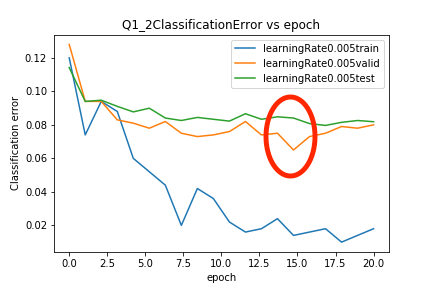 Q1_2ClassificationError vs epoch
learningRate0.005train
learningRate0.005valid
learningRate0.005test
Classification error
0.12
0.10
0.08
0.06
0.04
0.02
0.0 2.5 5.0 7.5 10.0 12.5 15.0 17.5 20.0
epoch